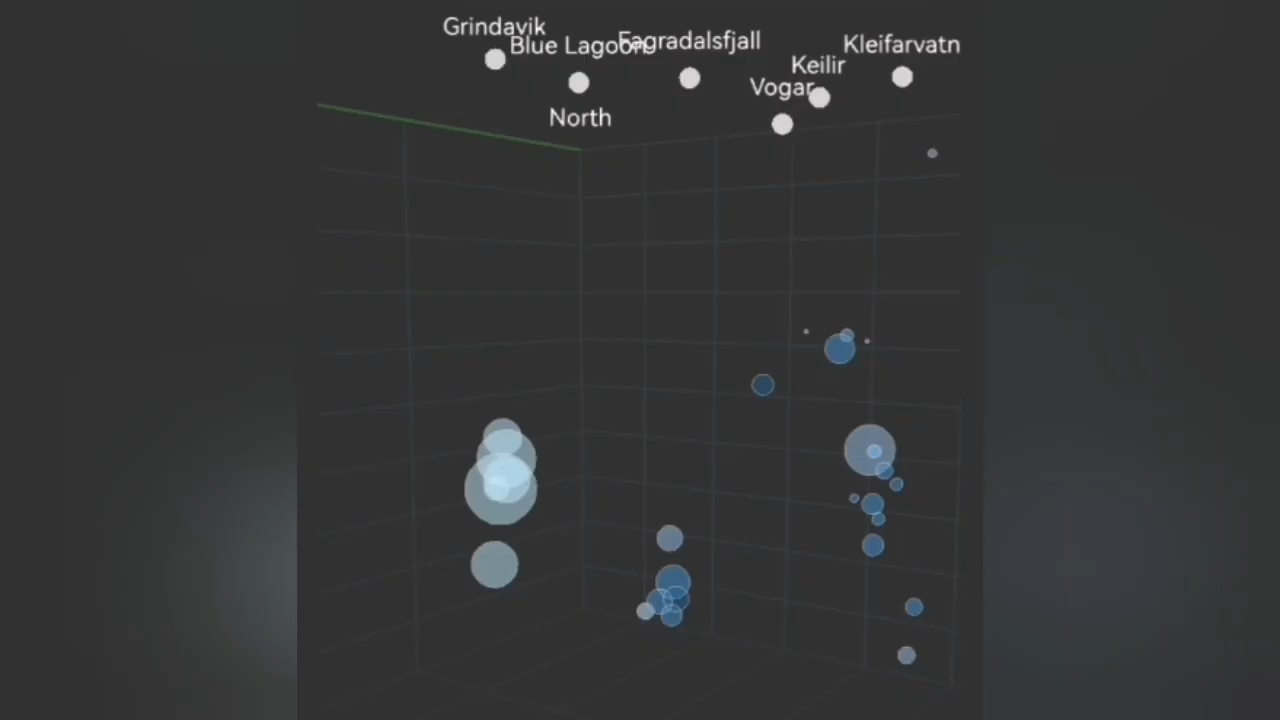 Grindavik
Blue Lagoon
Fagradalsfjall
Kleifarvatn
Keilir
Vogar
North